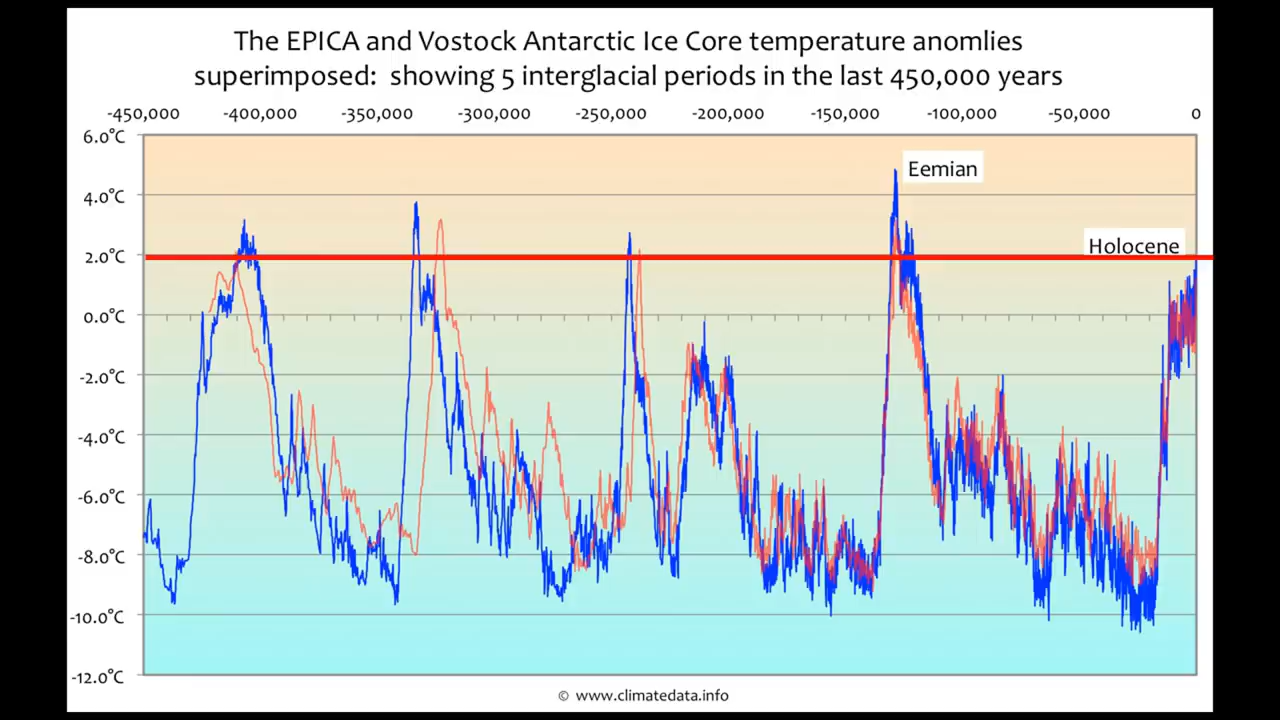 The EPICA and Vostock Antarctic Ice Core temperature anomlies
superimposed: showing 5 interglacial periods in the last 450,000 years
-450,000 -400,000 -350,000 -300,000 -250,000 -200,000 -150,000 -100,000 -50,000 0
6.0°C
Eemian
4.0°C
Holocene
2.0°C
0.0°C
-2.0°C
-4.0°C
-6.0°C
-8.0°C
-10.0°C
-12.0°C
© www.climatedata.info